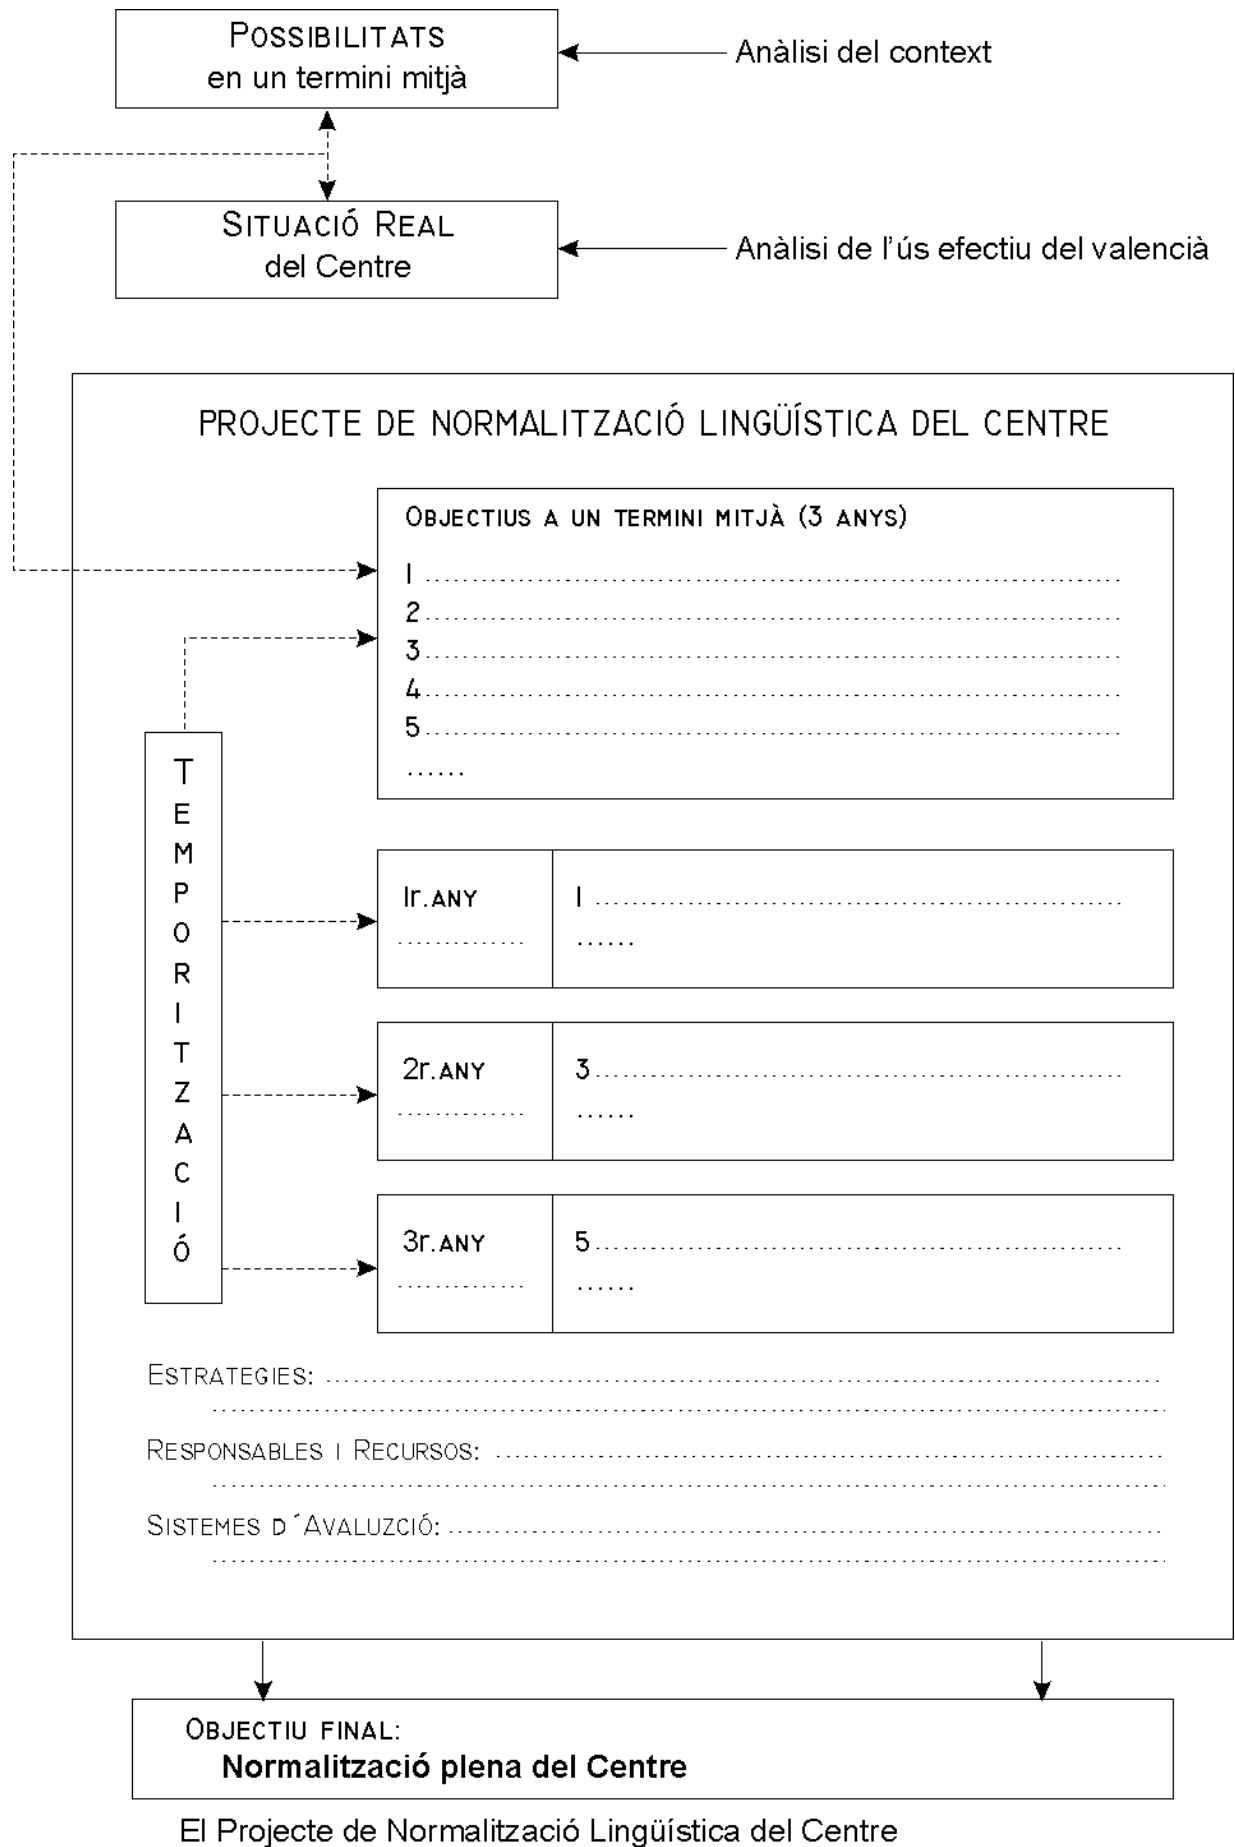 POSSIBILITATS
en un termini mitjà
Anàlisi del context
SITUACIÓ REAL
del Centre
Anàlisi de l'ús efectiu del valencià
PROJECTE DE NORMALITZACIÓ LINGÜÍSTICA DEL CENTRE
OBJECTIUS A UN TERMINI MITJÀ (3 ANYS)
1 ..........
2 ..........
3 ..........
4 ..........
5 ..........
......
TEMPORITZACIÓ
1r. ANY
..........
1 ..........
......
2r. ANY
..........
3 ..........
......
3r. ANY
..........
5 ..........
......
ESTRATEGIES: ..........
..........
RESPONSABLES I RECURSOS: ..........
..........
SISTEMES D´AVALUZCIÓ: ..........
..........
OBJECTIU FINAL:
Normalització plena del Centre
El Projecte de Normalització Lingüística del Centre